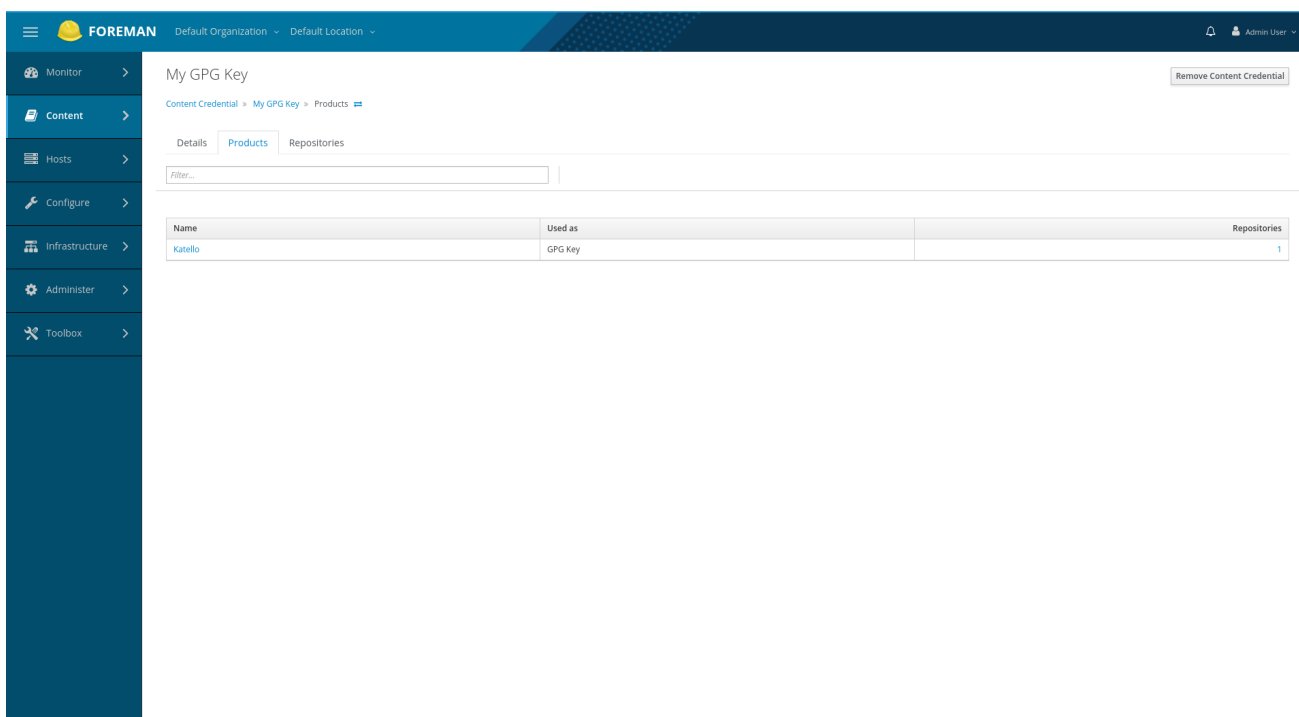 FOREMAN Default Organization Default Location Admin User
Monitor
Content
Hosts
Configure
Infrastructure
Administer
Toolbox
My GPG Key
Remove Content Credential
Content Credential » My GPG Key » Products
Details Products Repositories
Filter...
Name Used as Repositories
Katello GPG Key 1